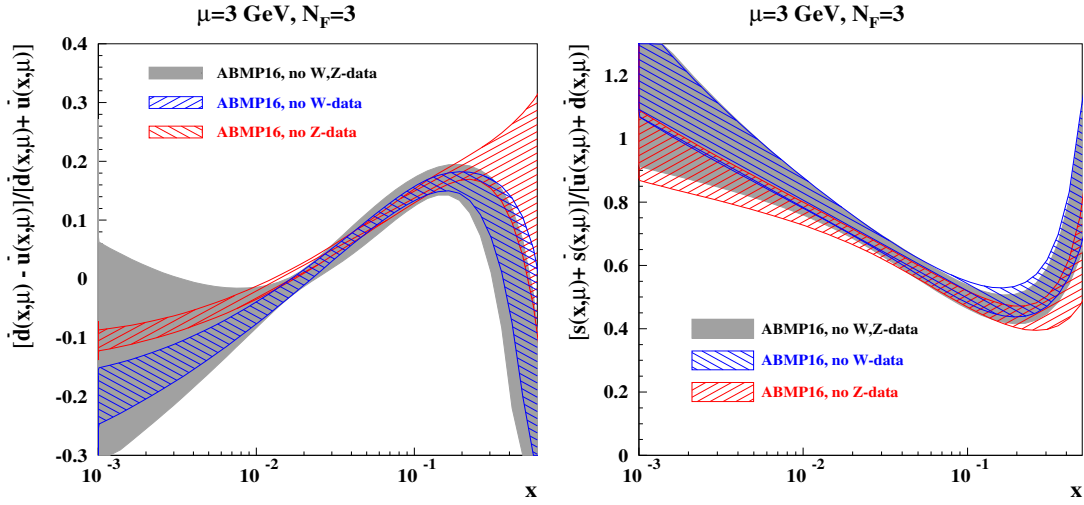 μ=3 GeV, N_F=3
[d̄(x,μ) - ū(x,μ)]/[d̄(x,μ)+ ū(x,μ)]
0.4
0.3
0.2
0.1
0
-0.1
-0.2
-0.3
ABMP16, no W,Z-data
ABMP16, no W-data
ABMP16, no Z-data
10^-3
10^-2
10^-1
x
μ=3 GeV, N_F=3
[s(x,μ)+ s̄(x,μ)]/[ū(x,μ)+ d̄(x,μ)]
1.2
1
0.8
0.6
0.4
0.2
0
ABMP16, no W,Z-data
ABMP16, no W-data
ABMP16, no Z-data
10^-3
10^-2
10^-1
x